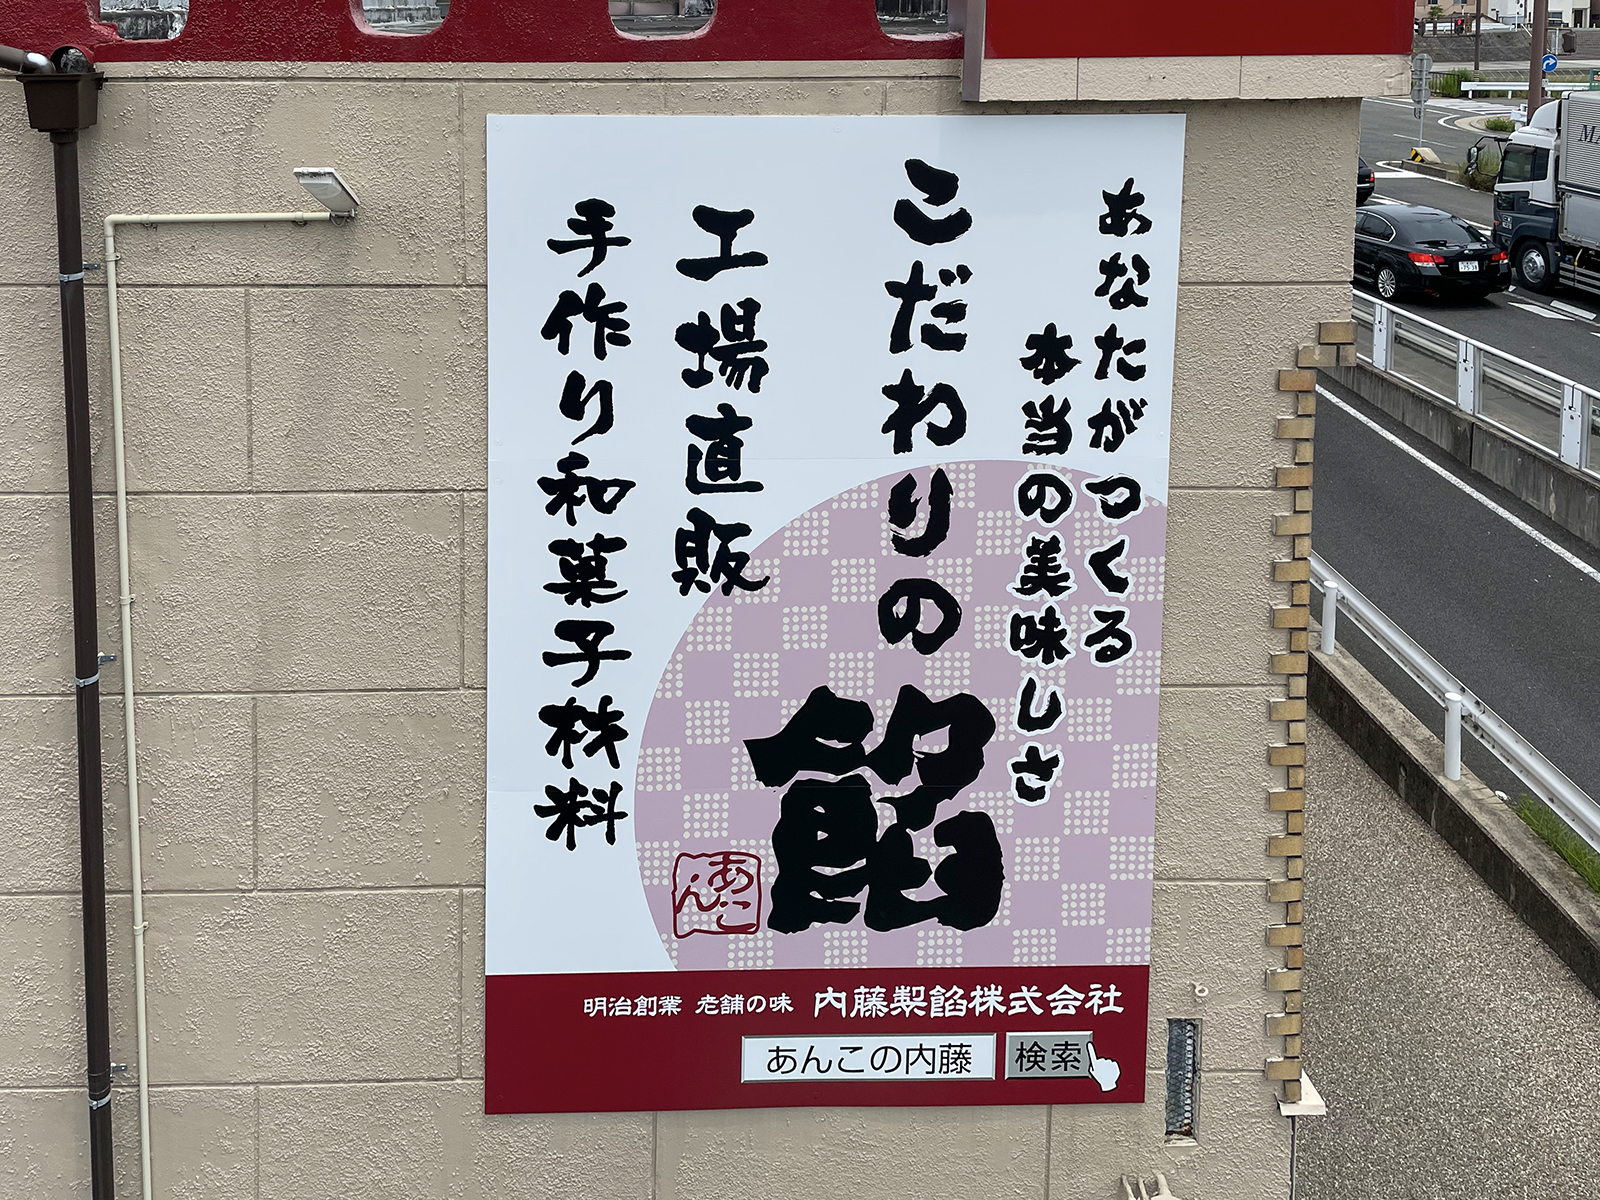 あなたがつくる
本当の美味しさ
こだわりの餡
工場直販
手作り和菓子材料
あんこ
明治創業 老舗の味 内藤製餡株式会社
あんこの内藤 検索